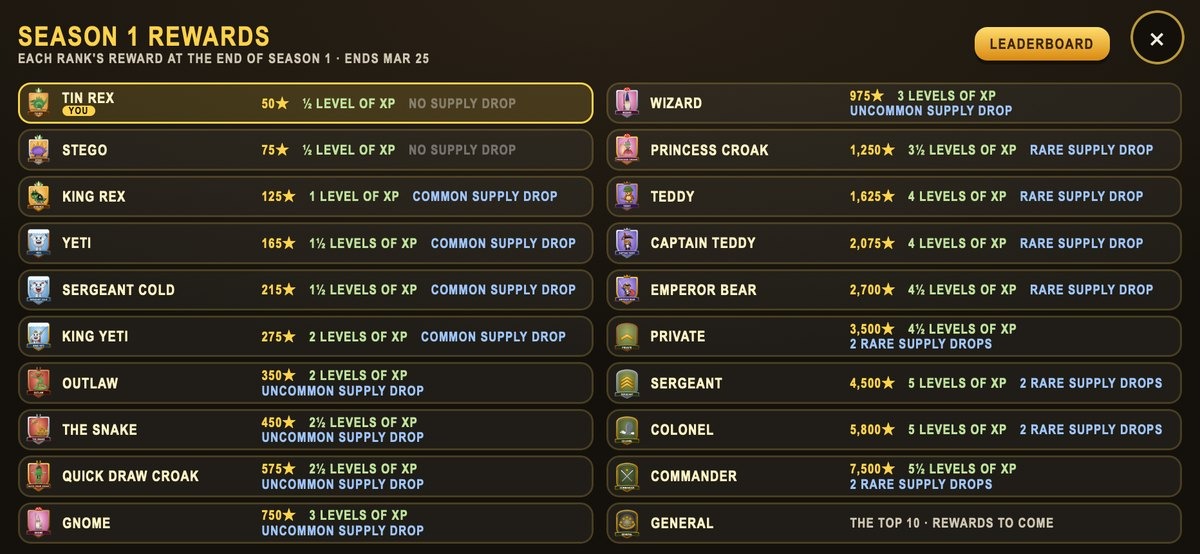 SEASON 1 REWARDS
EACH RANK'S REWARD AT THE END OF SEASON 1 · ENDS MAR 25
LEADERBOARD
×
TIN REX
YOU
50★ ½ LEVEL OF XP NO SUPPLY DROP
STEGO
75★ ½ LEVEL OF XP NO SUPPLY DROP
KING REX
125★ 1 LEVEL OF XP COMMON SUPPLY DROP
YETI
165★ 1½ LEVELS OF XP COMMON SUPPLY DROP
SERGEANT COLD
215★ 1½ LEVELS OF XP COMMON SUPPLY DROP
KING YETI
275★ 2 LEVELS OF XP COMMON SUPPLY DROP
OUTLAW
350★ 2 LEVELS OF XP
UNCOMMON SUPPLY DROP
THE SNAKE
450★ 2½ LEVELS OF XP
UNCOMMON SUPPLY DROP
QUICK DRAW CROAK
575★ 2½ LEVELS OF XP
UNCOMMON SUPPLY DROP
GNOME
750★ 3 LEVELS OF XP
UNCOMMON SUPPLY DROP
WIZARD
975★ 3 LEVELS OF XP
UNCOMMON SUPPLY DROP
PRINCESS CROAK
1,250★ 3½ LEVELS OF XP RARE SUPPLY DROP
TEDDY
1,625★ 4 LEVELS OF XP RARE SUPPLY DROP
CAPTAIN TEDDY
2,075★ 4 LEVELS OF XP RARE SUPPLY DROP
EMPEROR BEAR
2,700★ 4½ LEVELS OF XP RARE SUPPLY DROP
PRIVATE
3,500★ 4½ LEVELS OF XP
2 RARE SUPPLY DROPS
SERGEANT
4,500★ 5 LEVELS OF XP 2 RARE SUPPLY DROPS
COLONEL
5,800★ 5 LEVELS OF XP 2 RARE SUPPLY DROPS
COMMANDER
7,500★ 5½ LEVELS OF XP
2 RARE SUPPLY DROPS
GENERAL
THE TOP 10 · REWARDS TO COME